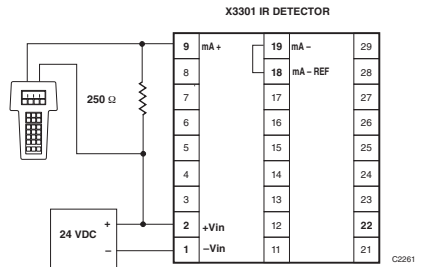 X3301 IR DETECTOR
9 mA + 19 mA – 29
8 18 mA – REF 28
250 Ω
7 17 27
6 16 26
5 15 25
4 14 24
3 13 23
2 +Vin 12 22
1 –Vin 11 21
24 VDC + –
C2261